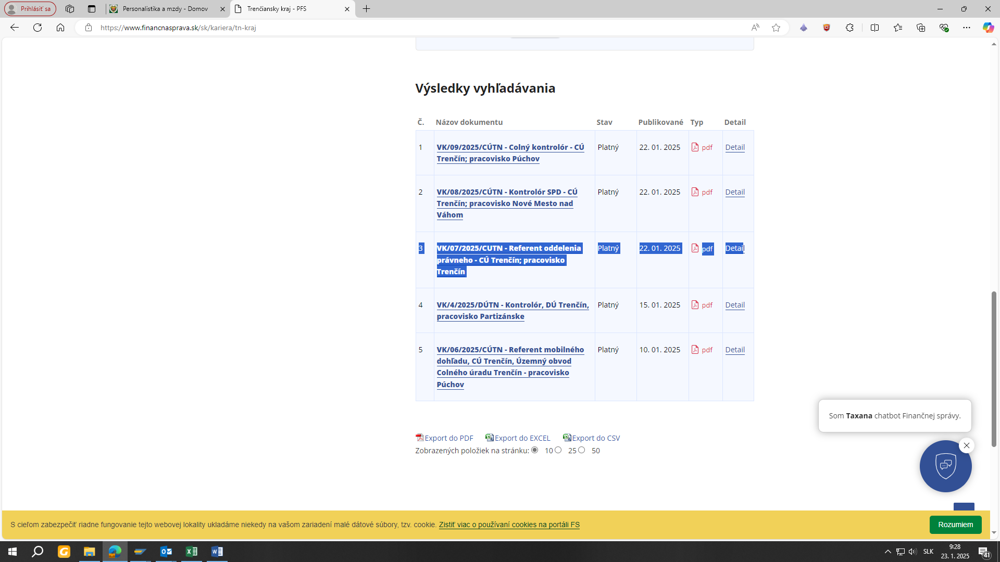 Prihlásiť sa
Personalistika a mzdy - Domov
Trenčiansky kraj - PFS
https://www.financnasprava.sk/sk/kariera/tn-kraj
Výsledky vyhľadávania
Č. Názov dokumentu Stav Publikované Typ Detail
1 VK/09/2025/CÚTN - Colný kontrolór - CÚ Platný 22. 01. 2025 pdf Detail
Trenčín; pracovisko Púchov
2 VK/08/2025/CÚTN - Kontrolór SPD - CÚ Platný 22. 01. 2025 pdf Detail
Trenčín; pracovisko Nové Mesto nad
Váhom
3 VK/07/2025/CUTN - Referent oddelenia Platný 22. 01. 2025 pdf Detail
právneho - CÚ Trenčín; pracovisko
Trenčín
4 VK/4/2025/DÚTN - Kontrolór, DÚ Trenčín, Platný 15. 01. 2025 pdf Detail
pracovisko Partizánske
5 VK/06/2025/CÚTN - Referent mobilného Platný 10. 01. 2025 pdf Detail
dohľadu, CÚ Trenčín, Územný obvod
Colného úradu Trenčín - pracovisko
Púchov
Som Taxana chatbot Finančnej správy.
Export do PDF Export do EXCEL Export do CSV
Zobrazených položiek na stránku: 10 25 50
S cieľom zabezpečiť riadne fungovanie tejto webovej lokality ukladáme niekedy na vašom zariadení malé dátové súbory, tzv. cookie. Zistiť viac o používaní cookies na portáli FS
Rozumiem
SLK
9:28
23. 1. 2025
41